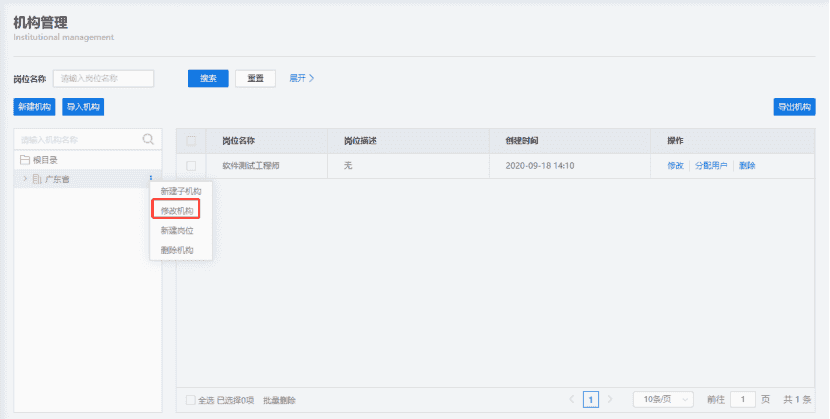 机构管理
Institutional management
岗位名称 请输入岗位名称 搜索 重置 展开
新建机构 导入机构 导出机构
请输入机构名称 岗位名称 岗位描述 创建时间 操作
根目录 软件测试工程师 无 2020-09-18 14:10 修改 分配用户 删除
广东省
新建子机构
修改机构
新建岗位
删除机构
全选 已选择0项 批量删除 1 10条/页 前往 1 页 共 1 条